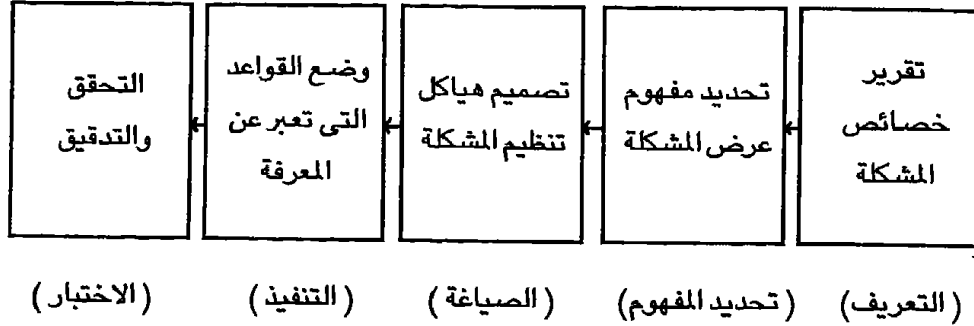 تقرير
خصائص
المشكلة
تحديد مفهوم
عرض المشكلة
تصميم هياكل
تنظيم المشكلة
وضع القواعد
التى تعبر عن
المعرفة
التحقق
والتدقيق
(التعريف)
(تحديد المفهوم)
(الصياغة)
(التنفيذ)
(الاختبار)